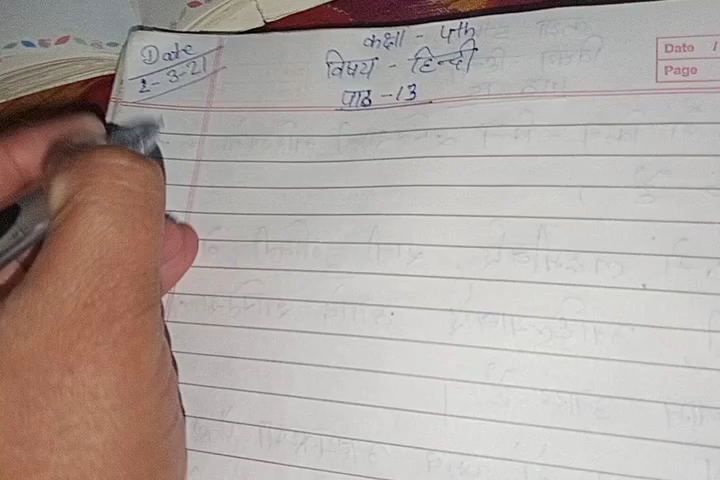 Date
2-3-21
कक्षा - 4th
विषय - हिन्दी
पाठ -13
Date /
Page